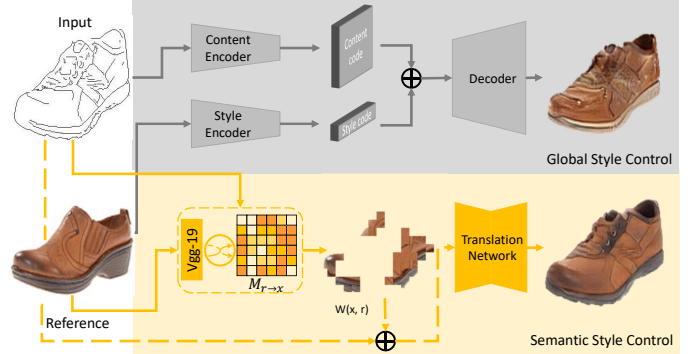 Input
Content
Encoder
Content
code
Style
Encoder
Style code
Decoder
Global Style Control
Vgg-19
M_{r→x}
W(x, r)
Translation
Network
Reference
Semantic Style Control